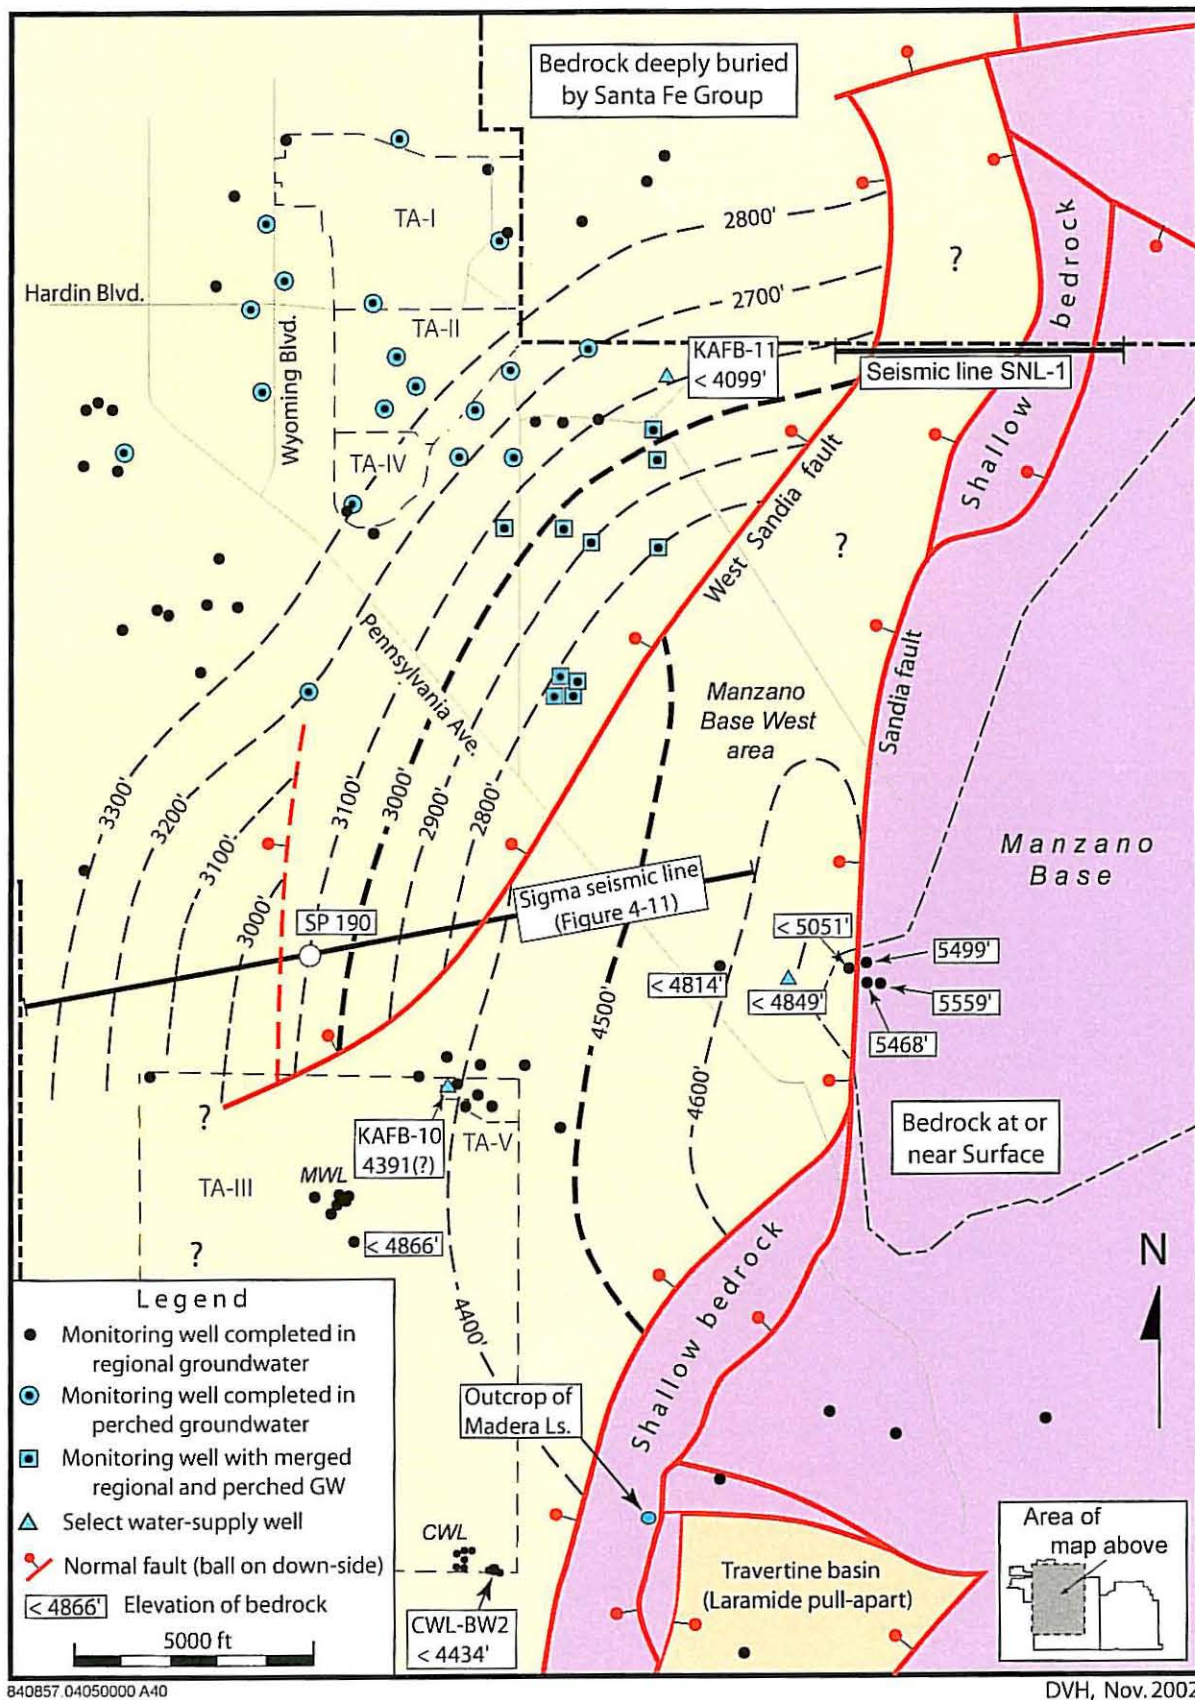 Bedrock deeply buried
by Santa Fe Group
TA-I
2800'
?
Shallow bedrock
2700'
Hardin Blvd.
TA-II
Wyoming Blvd.
KAFB-11
< 4099'
Seismic line SNL-1
TA-IV
West Sandia fault
?
Pennsylvania Ave.
Manzano
Base West
area
Sandia fault
3300'
3200'
3100'
3000'
3100'
3000'
2900'
2800'
Manzano
Base
SP 190
Sigma seismic line
(Figure 4-11)
< 5051'
5499'
< 4814'
< 4849'
5559'
5468'
4500'
4600'
?
KAFB-10
4391(?)
TA-V
Bedrock at or
near Surface
TA-III
MWL
< 4866'
?
N
4400'
Shallow bedrock
Outcrop of
Madera Ls.
Legend
Monitoring well completed in
regional groundwater
Monitoring well completed in
perched groundwater
Monitoring well with merged
regional and perched GW
Select water-supply well
Normal fault (ball on down-side)
< 4866' Elevation of bedrock
5000 ft
CWL
CWL-BW2
< 4434'
Travertine basin
(Laramide pull-apart)
Area of
map above
840857.04050000 A40
DVH, Nov.2002